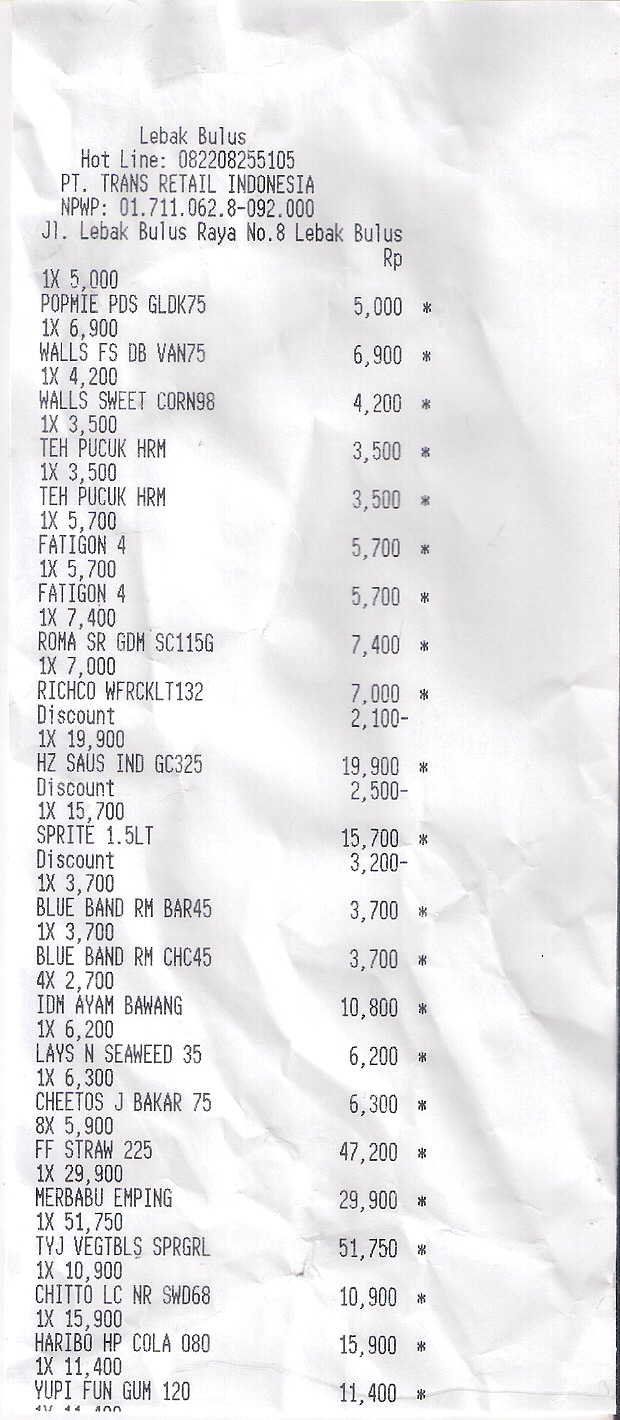 Lebak Bulus
Hot Line: 082208255105
PT. TRANS RETAIL INDONESIA
NPWP: 01.711.062.8-092.000
Jl. Lebak Bulus Raya No.8 Lebak Bulus
Rp
1X 5,000
POPMIE PDS GLDK75 5,000 *
1X 6,900
WALLS FS DB VAN75 6,900 *
1X 4,200
WALLS SWEET CORN98 4,200 *
1X 3,500
TEH PUCUK HRM 3,500 *
1X 3,500
TEH PUCUK HRM 3,500 *
1X 5,700
FATIGON 4 5,700 *
1X 5,700
FATIGON 4 5,700 *
1X 7,400
ROMA SR GDM SC115G 7,400 *
1X 7,000
RICHCO WFRCKLT132 7,000 *
Discount 2,100-
1X 19,900
HZ SAUS IND GC325 19,900 *
Discount 2,500-
1X 15,700
SPRITE 1.5LT 15,700 *
Discount 3,200-
1X 3,700
BLUE BAND RM BAR45 3,700 *
1X 3,700
BLUE BAND RM CHC45 3,700 *
4X 2,700
IDM AYAM BAWANG 10,800 *
1X 6,200
LAYS N SEAWEED 35 6,200 *
1X 6,300
CHEETOS J BAKAR 75 6,300 *
8X 5,900
FF STRAW 225 47,200 *
1X 29,900
MERBABU EMPING 29,900 *
1X 51,750
TYJ VEGTBLS SPRGRL 51,750 *
1X 10,900
CHITTO LC NR SWD68 10,900 *
1X 15,900
HARIBO HP COLA 080 15,900 *
1X 11,400
YUPI FUN GUM 120 11,400 *